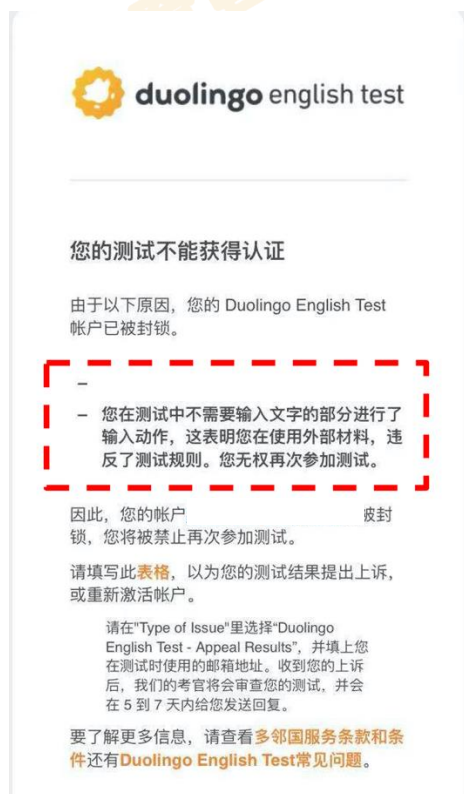 duolingo english test
您的测试不能获得认证
由于以下原因，您的 Duolingo English Test
帐户已被封锁。
–
– 您在测试中不需要输入文字的部分进行了
输入动作，这表明您在使用外部材料，违
反了测试规则。您无权再次参加测试。
因此，您的帐户 被封
锁，您将被禁止再次参加测试。
请填写此表格，以为您的测试结果提出上诉，
或重新激活帐户。
请在"Type of Issue"里选择“Duolingo
English Test - Appeal Results”，并填上您
在测试时使用的邮箱地址。收到您的上诉
后，我们的考官将会审查您的测试，并会
在 5 到 7 天内给您发送回复。
要了解更多信息，请查看多邻国服务条款和条
件还有Duolingo English Test常见问题。